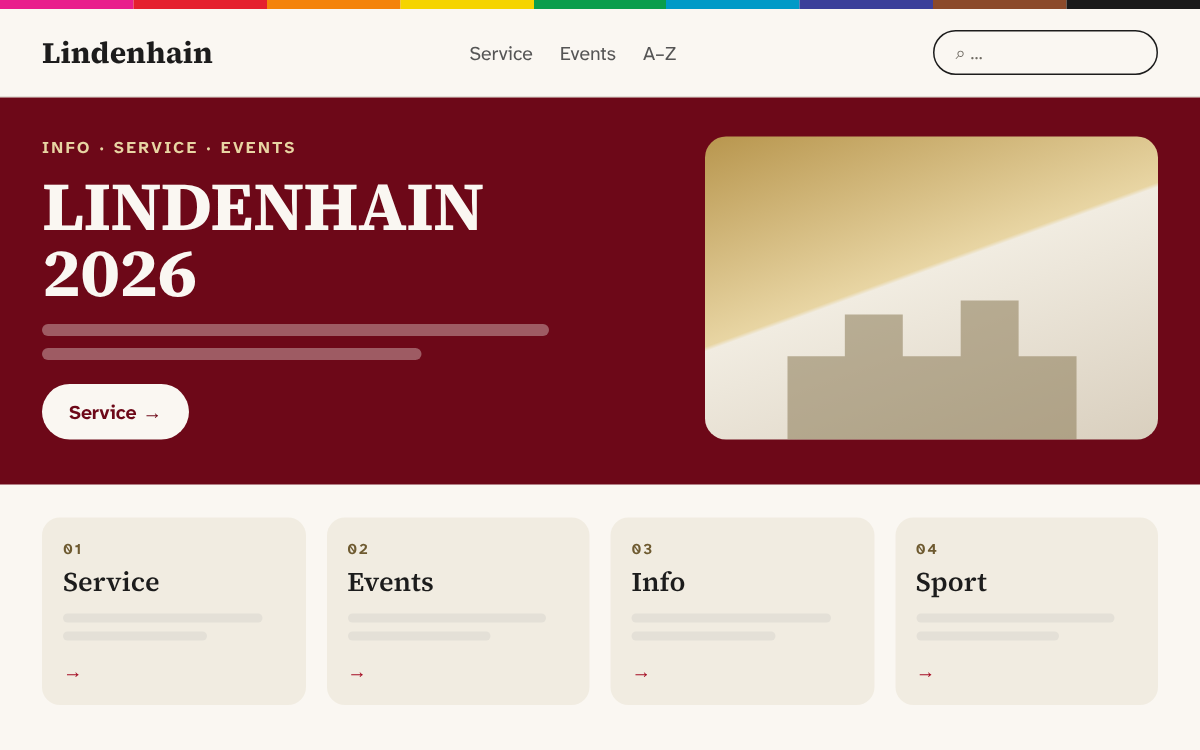 Lindenhain
Service Events A–Z
⌕ ...
INFO · SERVICE · EVENTS
LINDENHAIN
2026
Service →
01
Service
→
02
Events
→
03
Info
→
04
Sport
→